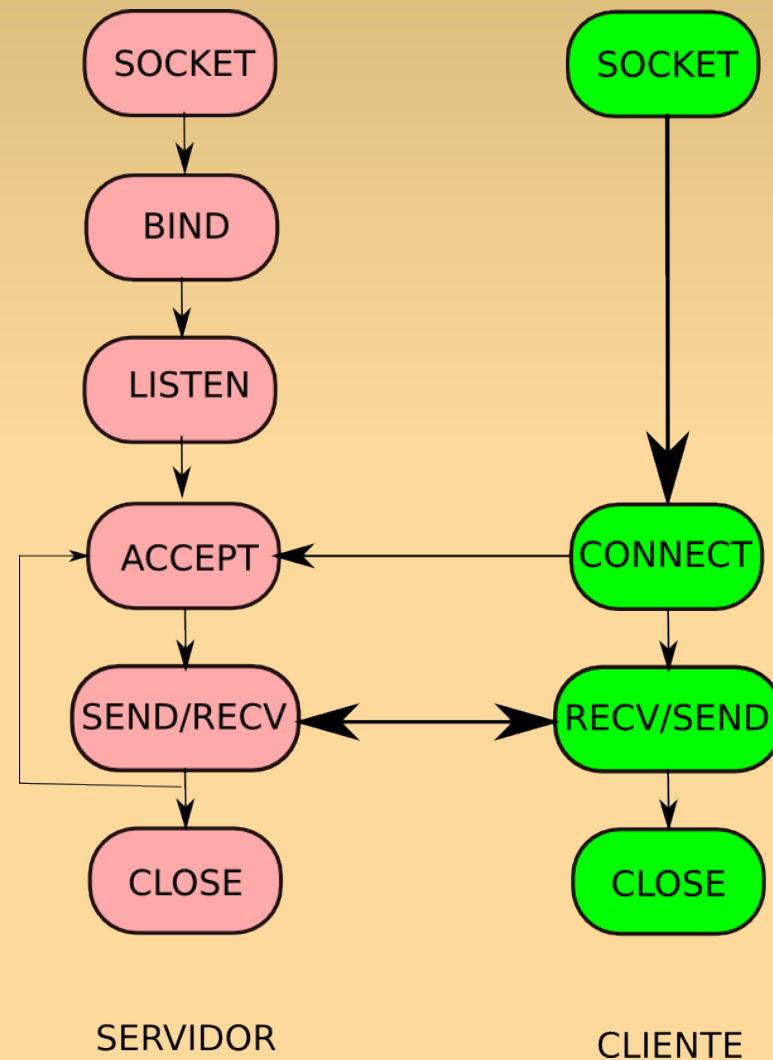 SOCKET
BIND
LISTEN
ACCEPT
SEND/RECV
CLOSE
SERVIDOR
SOCKET
CONNECT
RECV/SEND
CLOSE
CLIENTE